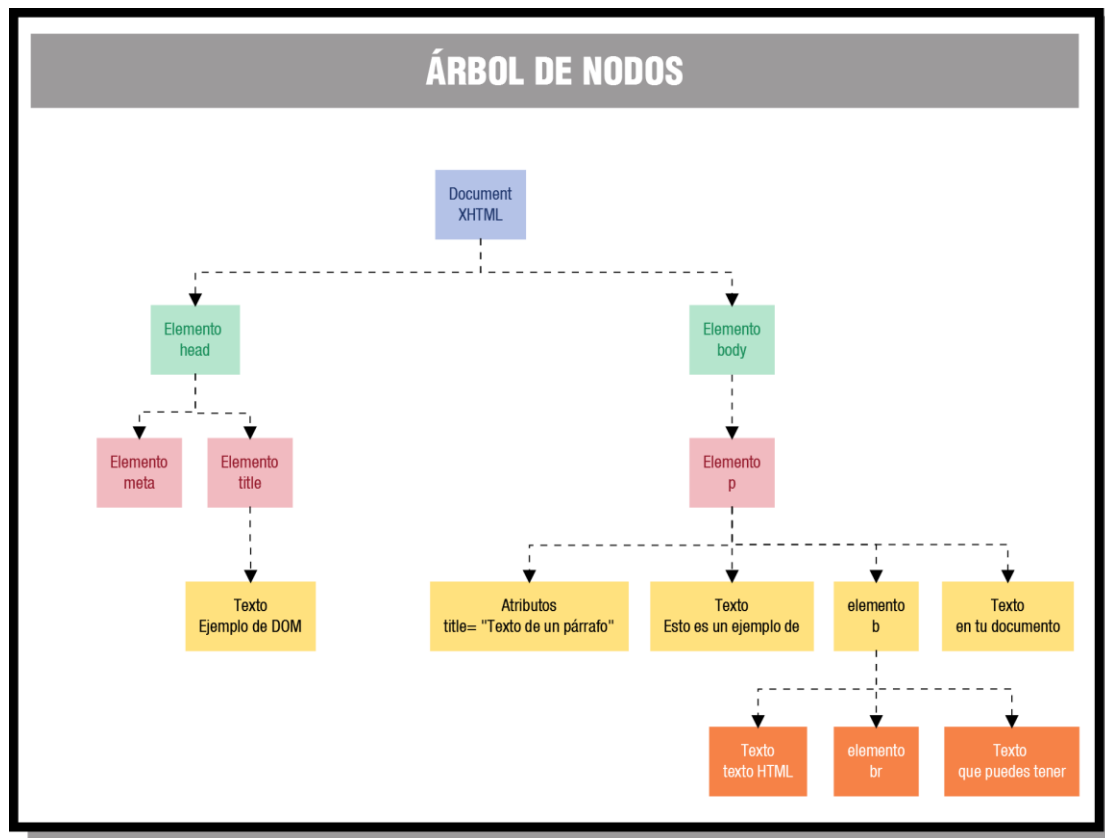 ÁRBOL DE NODOS
Document
XHTML
Elemento
head
Elemento
body
Elemento
meta
Elemento
title
Elemento
p
Texto
Ejemplo de DOM
Atributos
title= "Texto de un párrafo"
Texto
Esto es un ejemplo de
elemento
b
Texto
en tu documento
Texto
texto HTML
elemento
br
Texto
que puedes tener